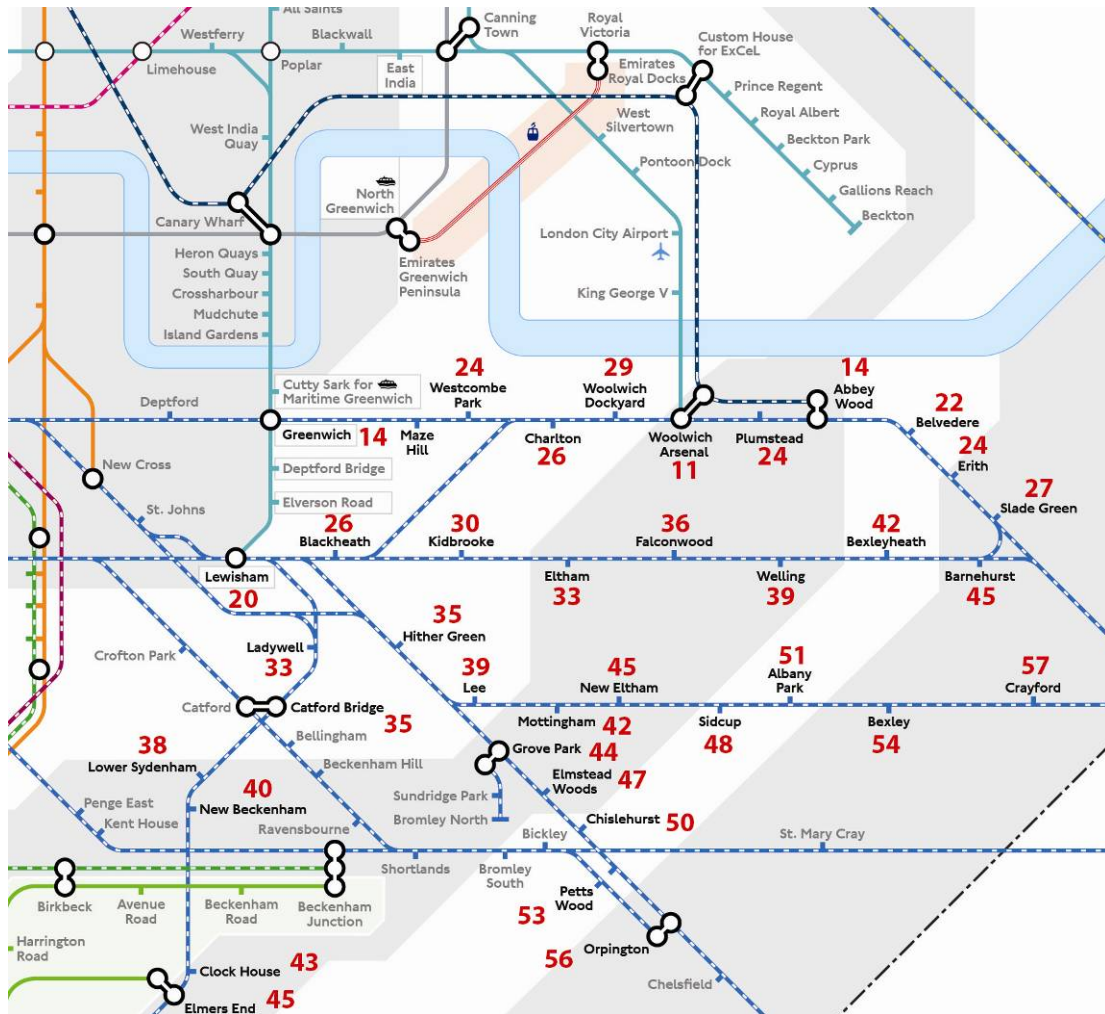 All Saints
Westferry
Blackwall
Canning
Town
Royal
Victoria
Custom House
for ExCeL
Limehouse
Poplar
East
India
Emirates
Royal Docks
Prince Regent
Royal Albert
Beckton Park
Cyprus
Gallions Reach
Beckton
West India
Quay
West
Silvertown
Pontoon Dock
North
Greenwich
Canary Wharf
London City Airport
Emirates
Greenwich
Peninsula
Heron Quays
South Quay
Crossharbour
Mudchute
Island Gardens
King George V
Cutty Sark for
Maritime Greenwich
24
Westcombe
Park
29
Woolwich
Dockyard
14
Abbey
Wood
Deptford
22
Belvedere
Greenwich
14
Maze
Hill
Charlton
26
Woolwich
Arsenal
11
Plumstead
24
24
Erith
New Cross
Deptford Bridge
27
Slade Green
Elverson Road
St. Johns
26
Blackheath
30
Kidbrooke
36
Falconwood
42
Bexleyheath
Lewisham
20
Eltham
33
Welling
39
Barnehurst
45
35
Hither Green
Crofton Park
Ladywell
33
39
Lee
45
New Eltham
51
Albany
Park
57
Crayford
Catford
Catford Bridge
35
Mottingham
42
Sidcup
48
Bexley
54
Bellingham
38
Lower Sydenham
Beckenham Hill
Grove Park
44
Elmstead
Woods
47
40
New Beckenham
Sundridge Park
Bromley North
Penge East
Kent House
Ravensbourne
Chislehurst
50
Bickley
St. Mary Cray
Shortlands
Bromley
South
Petts
Wood
53
Birkbeck
Avenue
Road
Beckenham
Road
Beckenham
Junction
Orpington
56
Harrington
Road
Clock House
43
Chelsfield
Elmers End
45